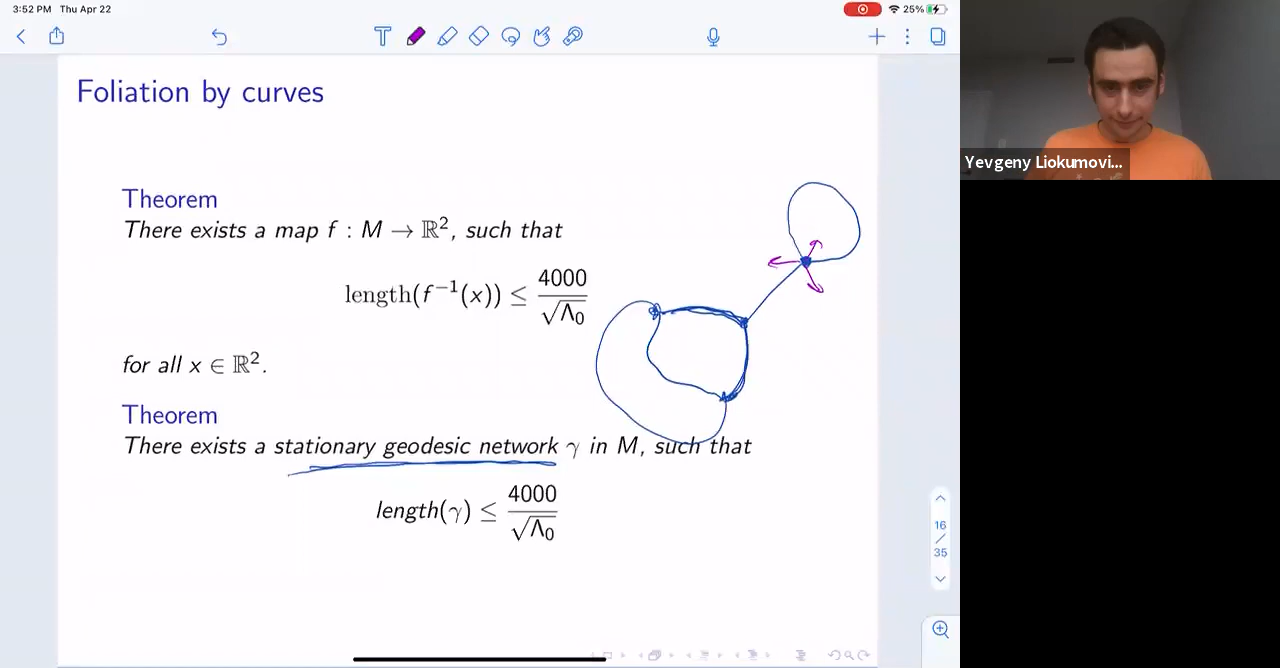 3:52 PM Thu Apr 22
25%
T
Foliation by curves
Theorem
There exists a map f : M → ℝ², such that
length(f⁻¹(x)) ≤ 4000/√Λ₀
for all x ∈ ℝ².
Theorem
There exists a stationary geodesic network γ in M, such that
length(γ) ≤ 4000/√Λ₀
16
/
35
Yevgeny Liokumovi...